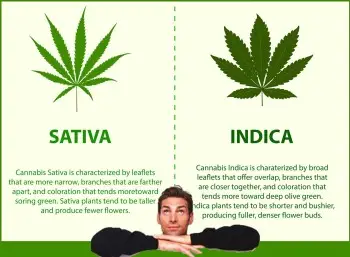 SATIVA
Cannabis Sativa is characterized by leaflets
that are more narrow, branches that are farther
apart, and coloration that tends moretoward
soring green. Sativa plants tend to be taller
and produce fewer flowers.
INDICA
Cannabis Indica is charaterized by broad
leaflets that offer overlap, branches that
are closer together, and coloration that
tends more toward deep olive green.
Indica plants tend to be shorter and bushier,
producing fuller, denser flower buds.